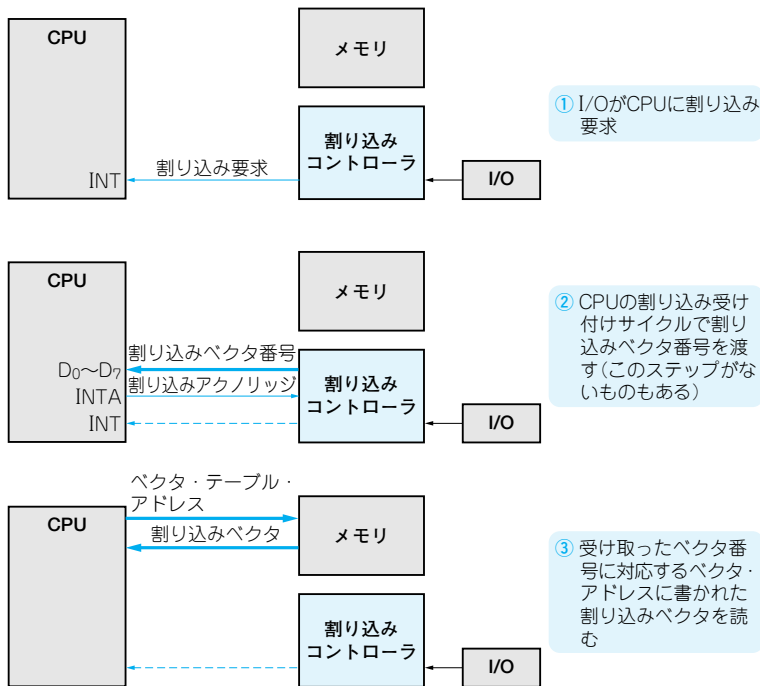 CPU
メモリ
割り込み
コントローラ
I/O
割り込み要求
INT
① I/OがCPUに割り込み
要求
CPU
メモリ
割り込みベクタ番号
D0〜D7
割り込みアクノリッジ
INTA
INT
割り込み
コントローラ
I/O
② CPUの割り込み受け
付けサイクルで割り
込みベクタ番号を渡
す(このステップがな
いものもある)
ベクタ・テーブル・
アドレス
CPU
割り込みベクタ
メモリ
割り込み
コントローラ
I/O
③ 受け取ったベクタ番
号に対応するベクタ・
アドレスに書かれた
割り込みベクタを読
む